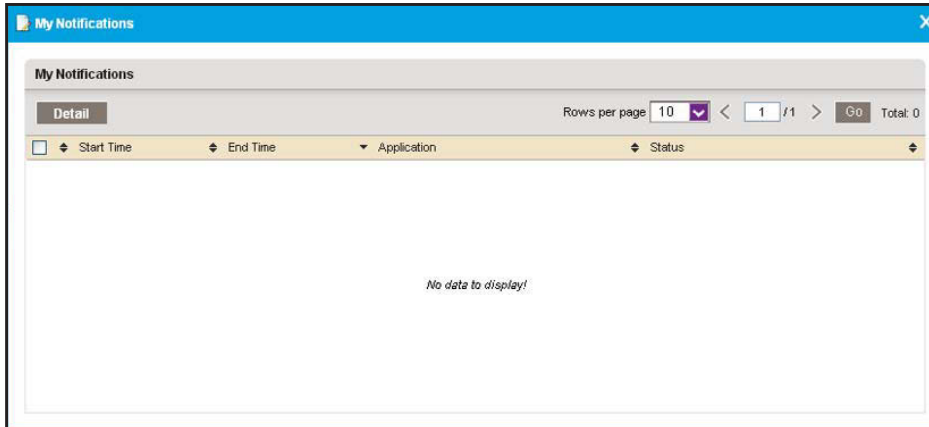 My Notifications
X
My Notifications
Detail Rows per page 10 < 1 /1 > Go Total: 0
Start Time End Time Application Status
No data to display!